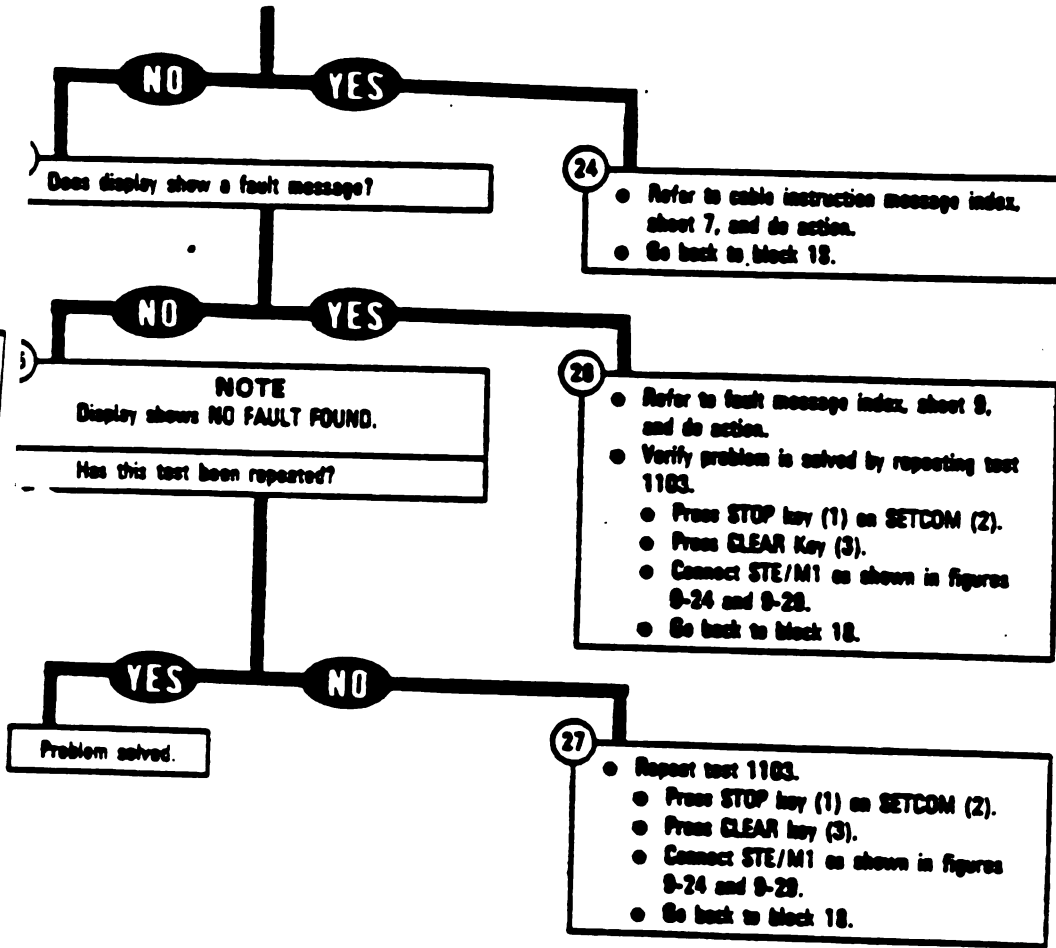 NO YES
Does display show a fault message?
24
● Refer to cable instruction message index,
sheet 7, and do action.
● Go back to block 18.
NO YES
NOTE
Display shows NO FAULT FOUND.
Has this test been repeated?
● Refer to fault message index, sheet 9,
and do action.
● Verify problem is solved by repeating test
1103.
● Press STOP key (1) on SETCOM (2).
● Press CLEAR Key (3).
● Connect STE/M1 as shown in figures
9-24 and 9-29.
● Go back to block 18.
YES NO
Problem solved.
27
● Repeat test 1103.
● Press STOP key (1) on SETCOM (2).
● Press CLEAR key (3).
● Connect STE/M1 as shown in figures
9-24 and 9-29.
● Go back to block 18.